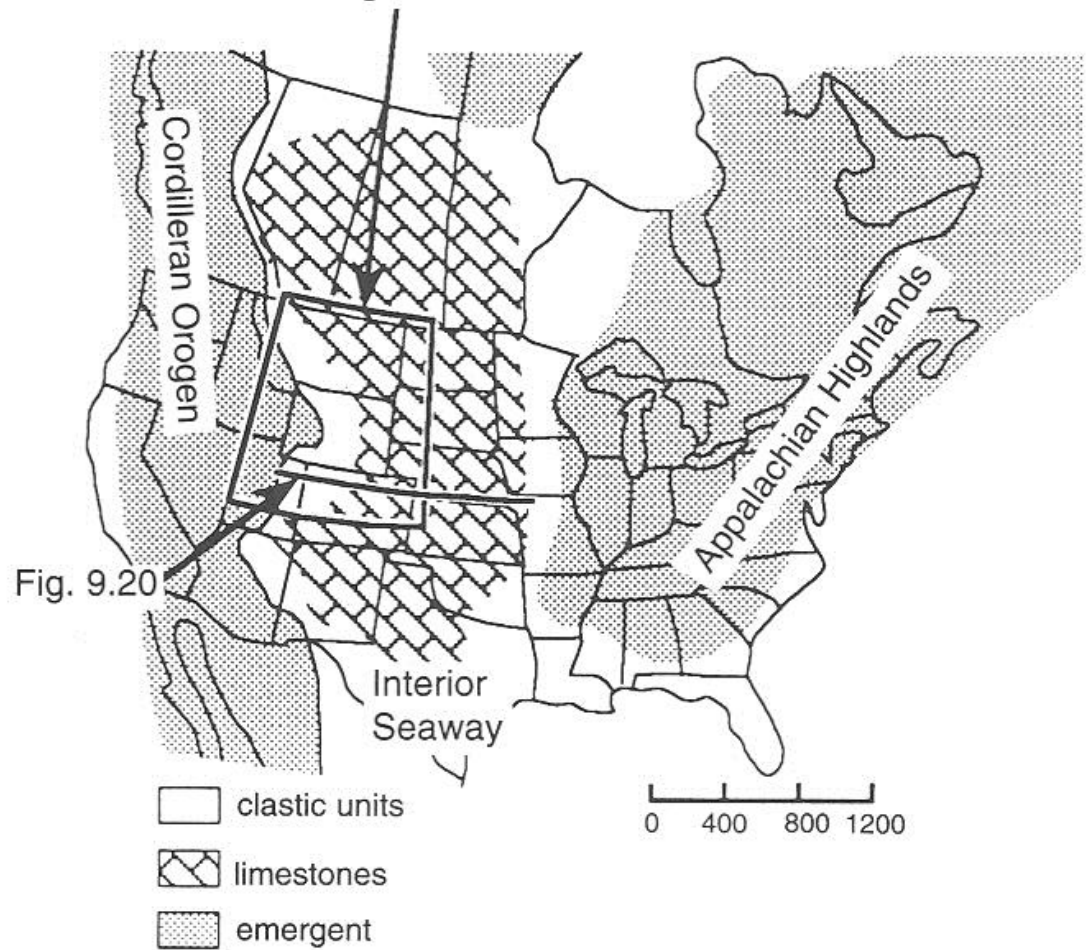 Cordilleran Orogen
Appalachian Highlands
Fig. 9.20
Interior
Seaway
clastic units
limestones
emergent
0 400 800 1200